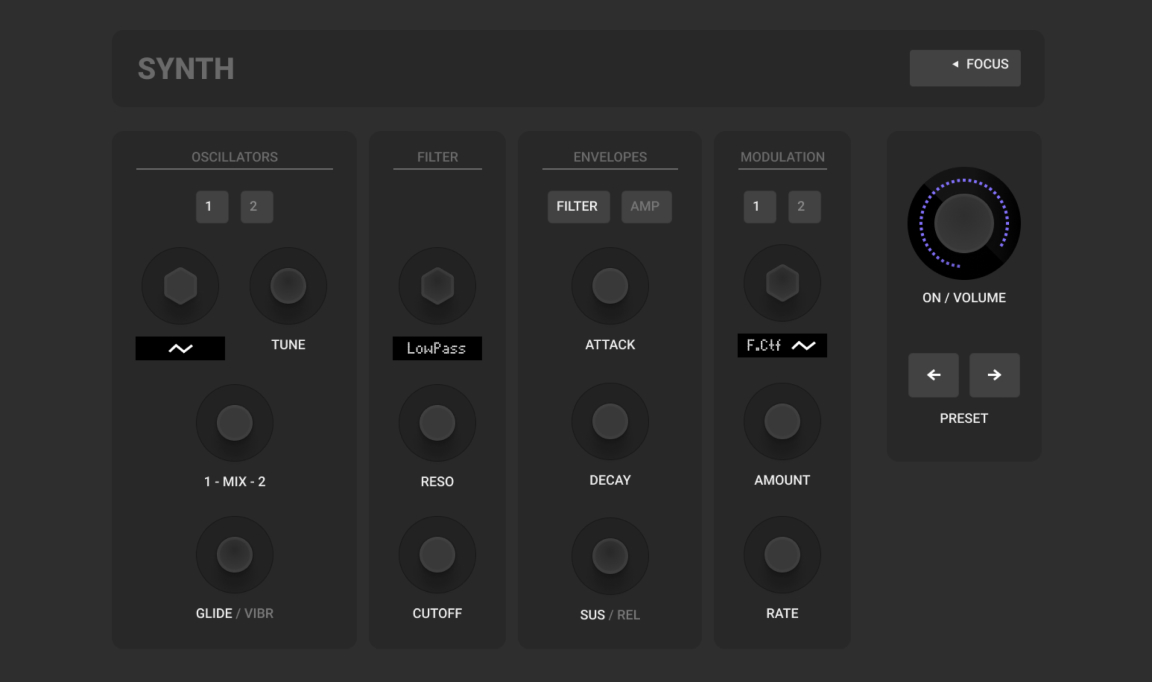 SYNTH
◂ FOCUS
OSCILLATORS
1 2
TUNE
1 - MIX - 2
GLIDE / VIBR
FILTER
LowPass
RESO
CUTOFF
ENVELOPES
FILTER AMP
ATTACK
DECAY
SUS / REL
MODULATION
1 2
F.Ctf
AMOUNT
RATE
ON / VOLUME
← →
PRESET